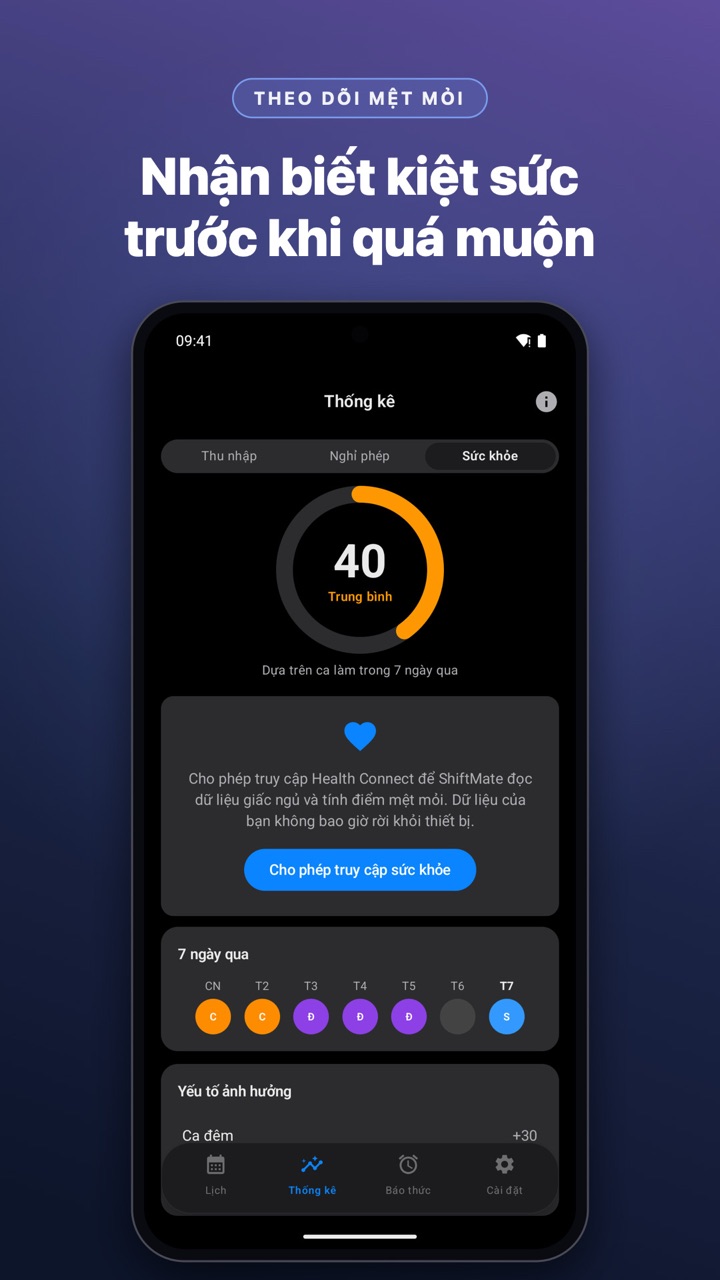 THEO DÕI MỆT MỎI
Nhận biết kiệt sức
trước khi quá muộn
09:41
Thống kê
Thu nhập
Nghỉ phép
Sức khỏe
40
Trung bình
Dựa trên ca làm trong 7 ngày qua
Cho phép truy cập Health Connect để ShiftMate đọc
dữ liệu giấc ngủ và tính điểm mệt mỏi. Dữ liệu của
bạn không bao giờ rời khỏi thiết bị.
Cho phép truy cập sức khỏe
7 ngày qua
CN T2 T3 T4 T5 T6 T7
C C Đ Đ Đ S
Yếu tố ảnh hưởng
Ca đêm +30
Lịch Thống kê Báo thức Cài đặt